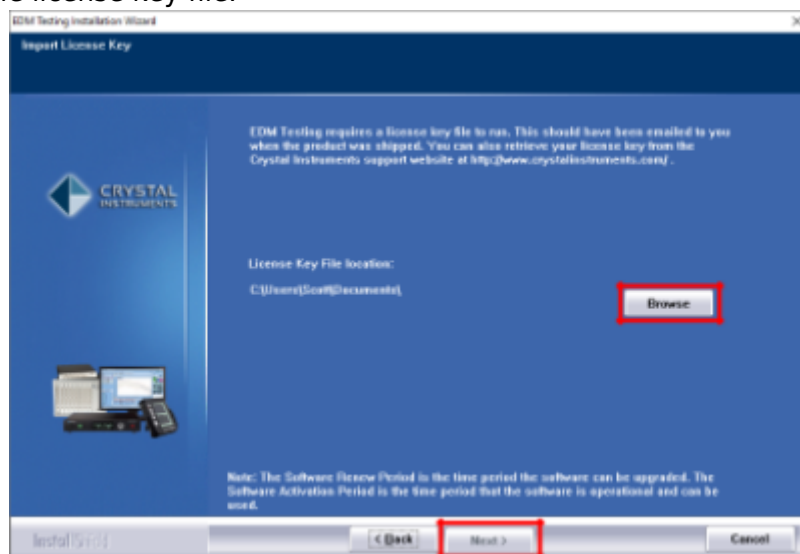 license key file.
EDM Testing Installation Wizard
Import License Key
EDM Testing requires a license key file to run. This should have been emailed to you
when the product was shipped. You can also retrieve your license key from the
Crystal Instruments support website at http://www.crystalinstruments.com/ .
CRYSTAL
INSTRUMENTS
License Key File location:
C:\Users\Scott\Documents\
Browse
Note: The Software Renew Period is the time period the software can be upgraded. The
Software Activation Period is the time period that the software is operational and can be
used.
InstallShield
< Back
Next >
Cancel